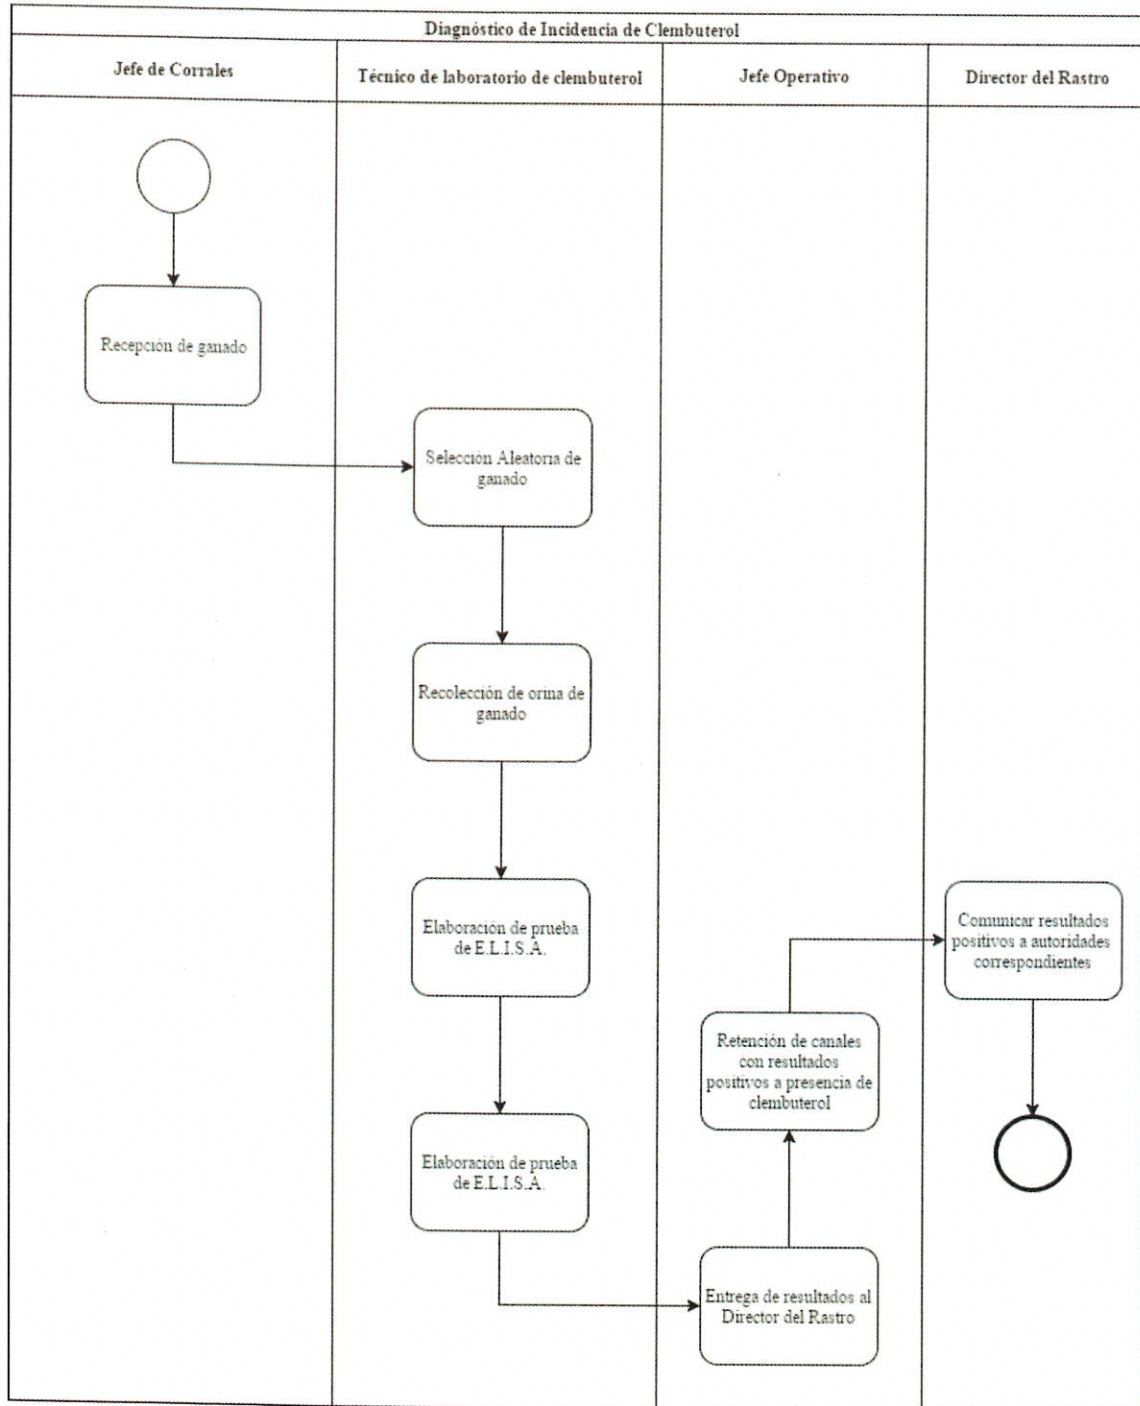 Diagnóstico de Incidencia de Clembuterol
Jefe de Corrales
Técnico de laboratorio de clembuterol
Jefe Operativo
Director del Rastro
Recepción de ganado
Selección Aleatoria de
ganado
Recolección de orina de
ganado
Elaboración de prueba
de E.L.I.S.A.
Elaboración de prueba
de E.L.I.S.A.
Entrega de resultados al
Director del Rastro
Retención de canales
con resultados
positivos a presencia de
clembuterol
Comunicar resultados
positivos a autoridades
correspondientes